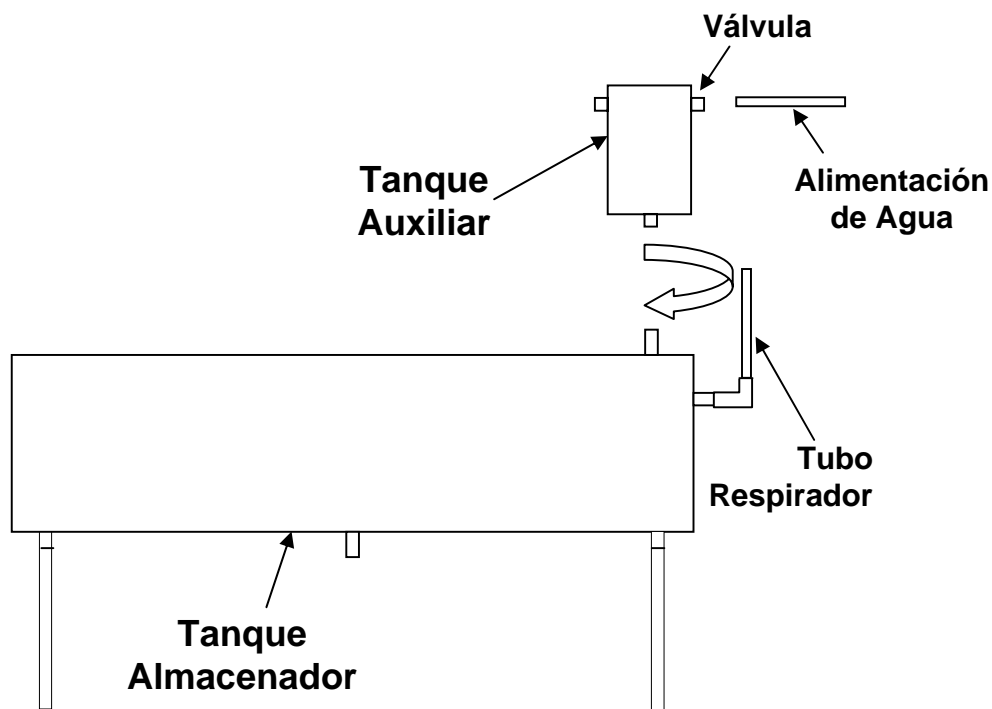 Válvula
Tanque
Auxiliar
Alimentación
de Agua
Tubo
Respirador
Tanque
Almacenador